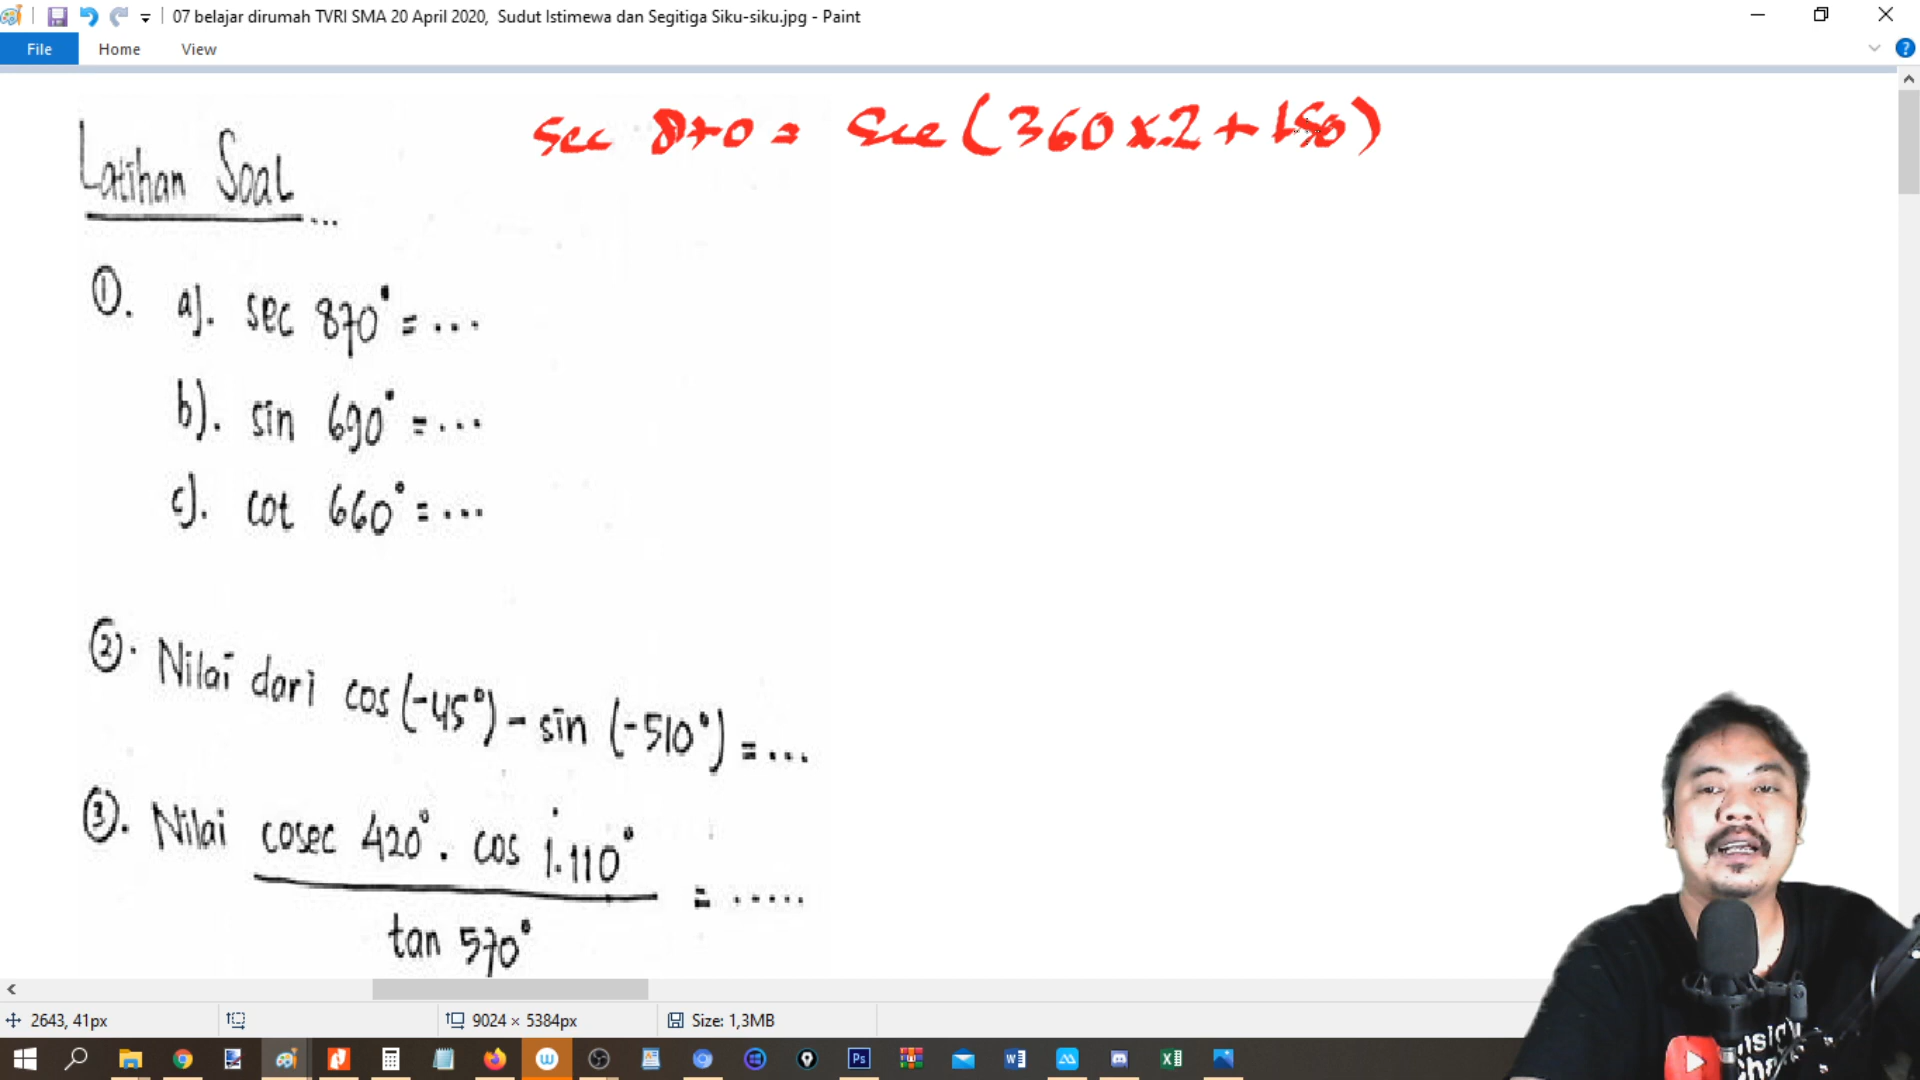 07 belajar dirumah TVRI SMA 20 April 2020, Sudut Istimewa dan Segitiga Siku-siku.jpg - Paint
File Home View
sec 870 = sec (360 x 2 + 150)
Latihan Soal ...
①. a). sec 870° = ...
b). sin 690° = ...
c). cot 660° = ...
②. Nilai dari cos (-45°) - sin (-510°) = ...
③. Nilai cosec 420° . cos 1.110°
= .....
tan 570°
2643, 41px
9024 × 5384px
Size: 1,3MB